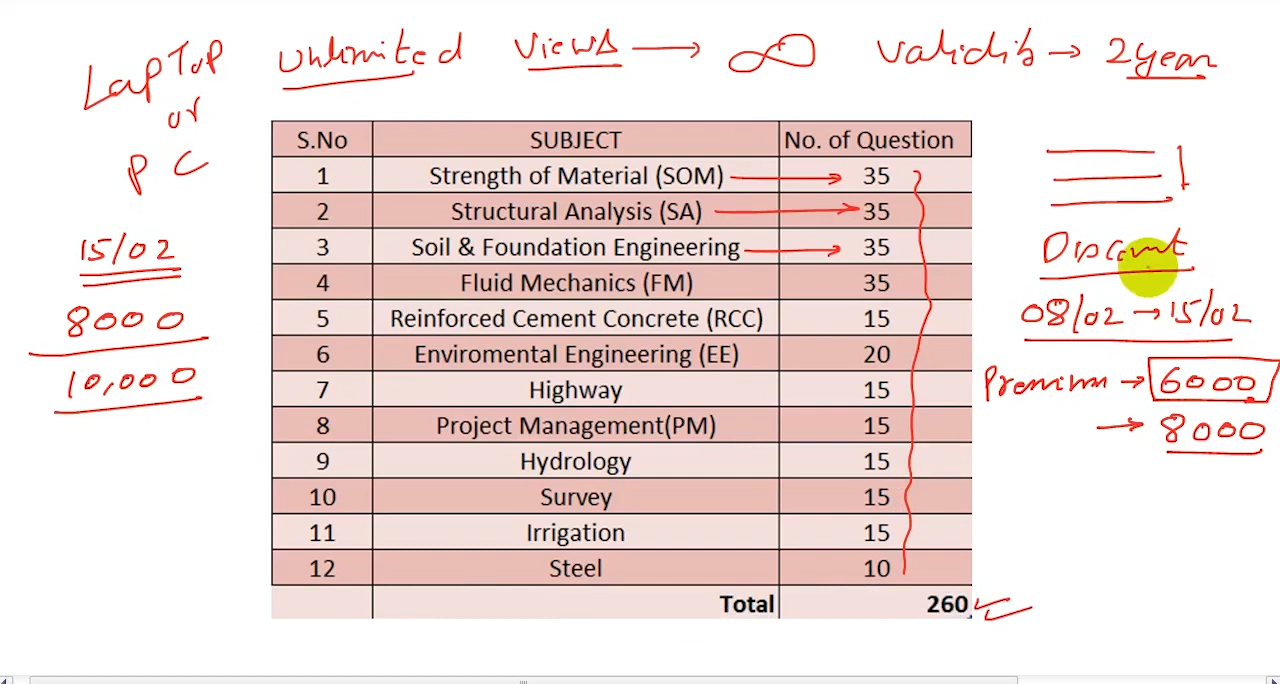 LapTop unlimited views → ∞ validity → 2 year
or
PC
15/02
8000
10,000
S.No SUBJECT No. of Question
1 Strength of Material (SOM) → 35
2 Structural Analysis (SA) → 35
3 Soil & Foundation Engineering → 35
4 Fluid Mechanics (FM) 35
5 Reinforced Cement Concrete (RCC) 15
6 Enviromental Engineering (EE) 20
7 Highway 15
8 Project Management(PM) 15
9 Hydrology 15
10 Survey 15
11 Irrigation 15
12 Steel 10
Total 260
Discount
08/02 → 15/02
Premium → 6000
→ 8000